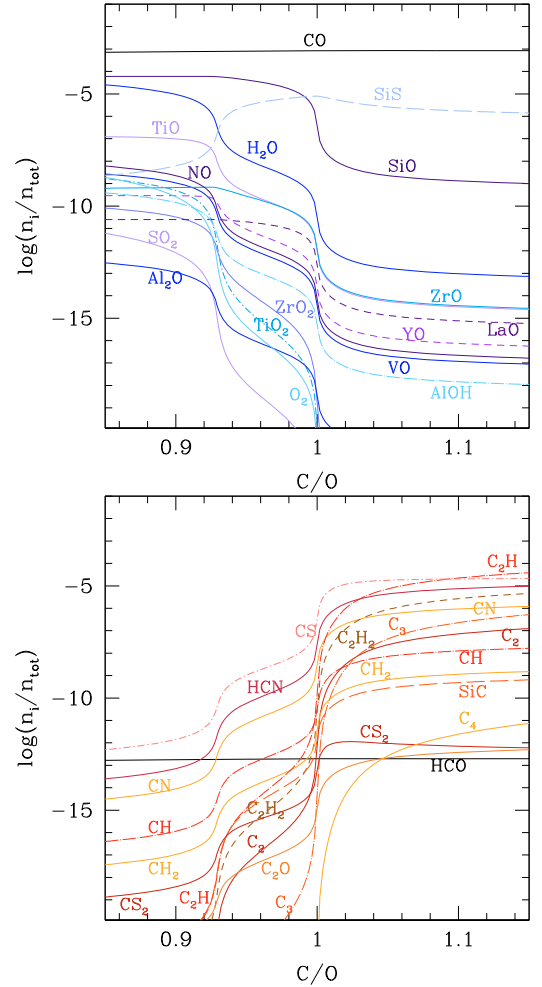 CO
−5
SiS
TiO
H₂O
SiO
NO
log(nᵢ/nₜₒₜ)
−10
SO₂
Al₂O
ZrO₂
ZrO
−15
TiO₂
YO
LaO
VO
O₂
AlOH
0.9 1 1.1
C/O
C₂H
−5
CS
C₂H₂
C₃
CN
C₂
HCN
CH₂
CH
SiC
log(nᵢ/nₜₒₜ)
−10
C₄
CS₂
CN
HCO
CH
C₂H₂
−15
C₂
CH₂
C₂O
CS₂
C₂H
C₃
0.9 1 1.1
C/O